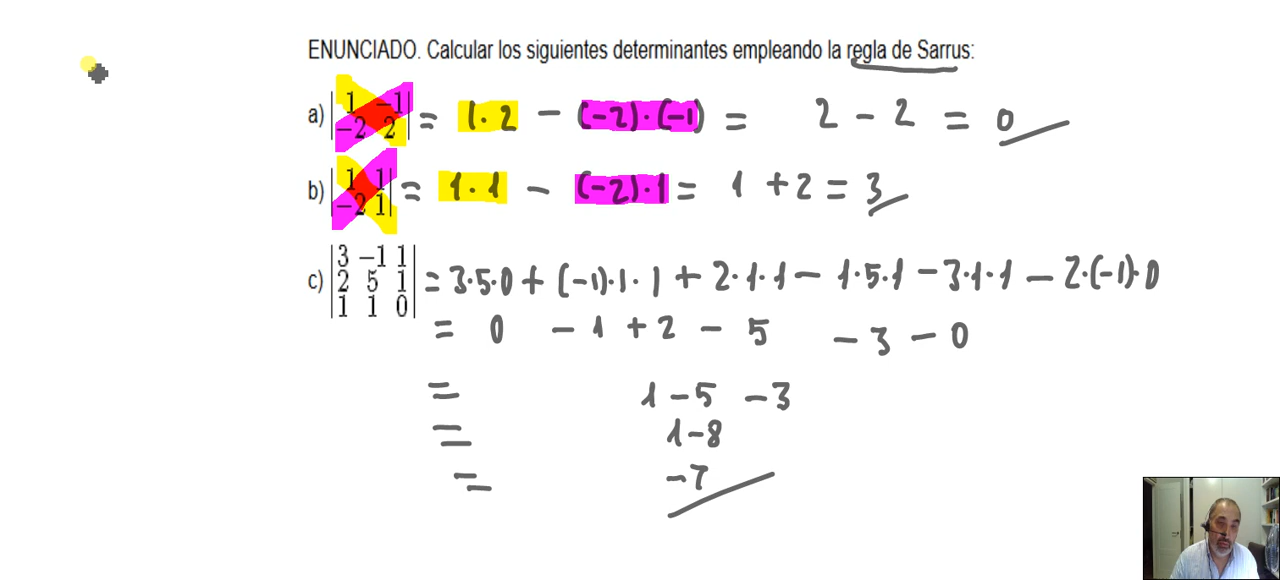 ENUNCIADO. Calcular los siguientes determinantes empleando la regla de Sarrus:
a) |1 -1| = 1·2 - (-2)·(-1) = 2 - 2 = 0
|-2 2|
b) |1 1| = 1·1 - (-2)·1 = 1 + 2 = 3
|-2 1|
|3 -1 1|
c) |2 5 1| = 3·5·0 + (-1)·1·1 + 2·1·1 - 1·5·1 - 3·1·1 - 2·(-1)·0
|1 1 0|
= 0 - 1 + 2 - 5 - 3 - 0
= 1 - 5 - 3
= 1 - 8
= -7